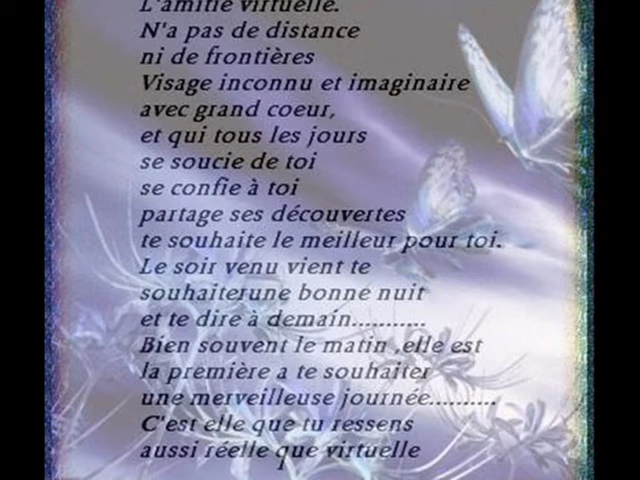 L'amitié virtuelle.
N'a pas de distance
ni de frontières
Visage inconnu et imaginaire
avec grand coeur,
et qui tous les jours
se soucie de toi
se confie à toi
partage ses découvertes
te souhaite le meilleur pour toi.
Le soir venu vient te
souhaiterune bonne nuit
et te dire à demain...........
Bien souvent le matin ,elle est
la première a te souhaiter
une merveilleuse journée..........
C'est elle que tu ressens
aussi réelle que virtuelle